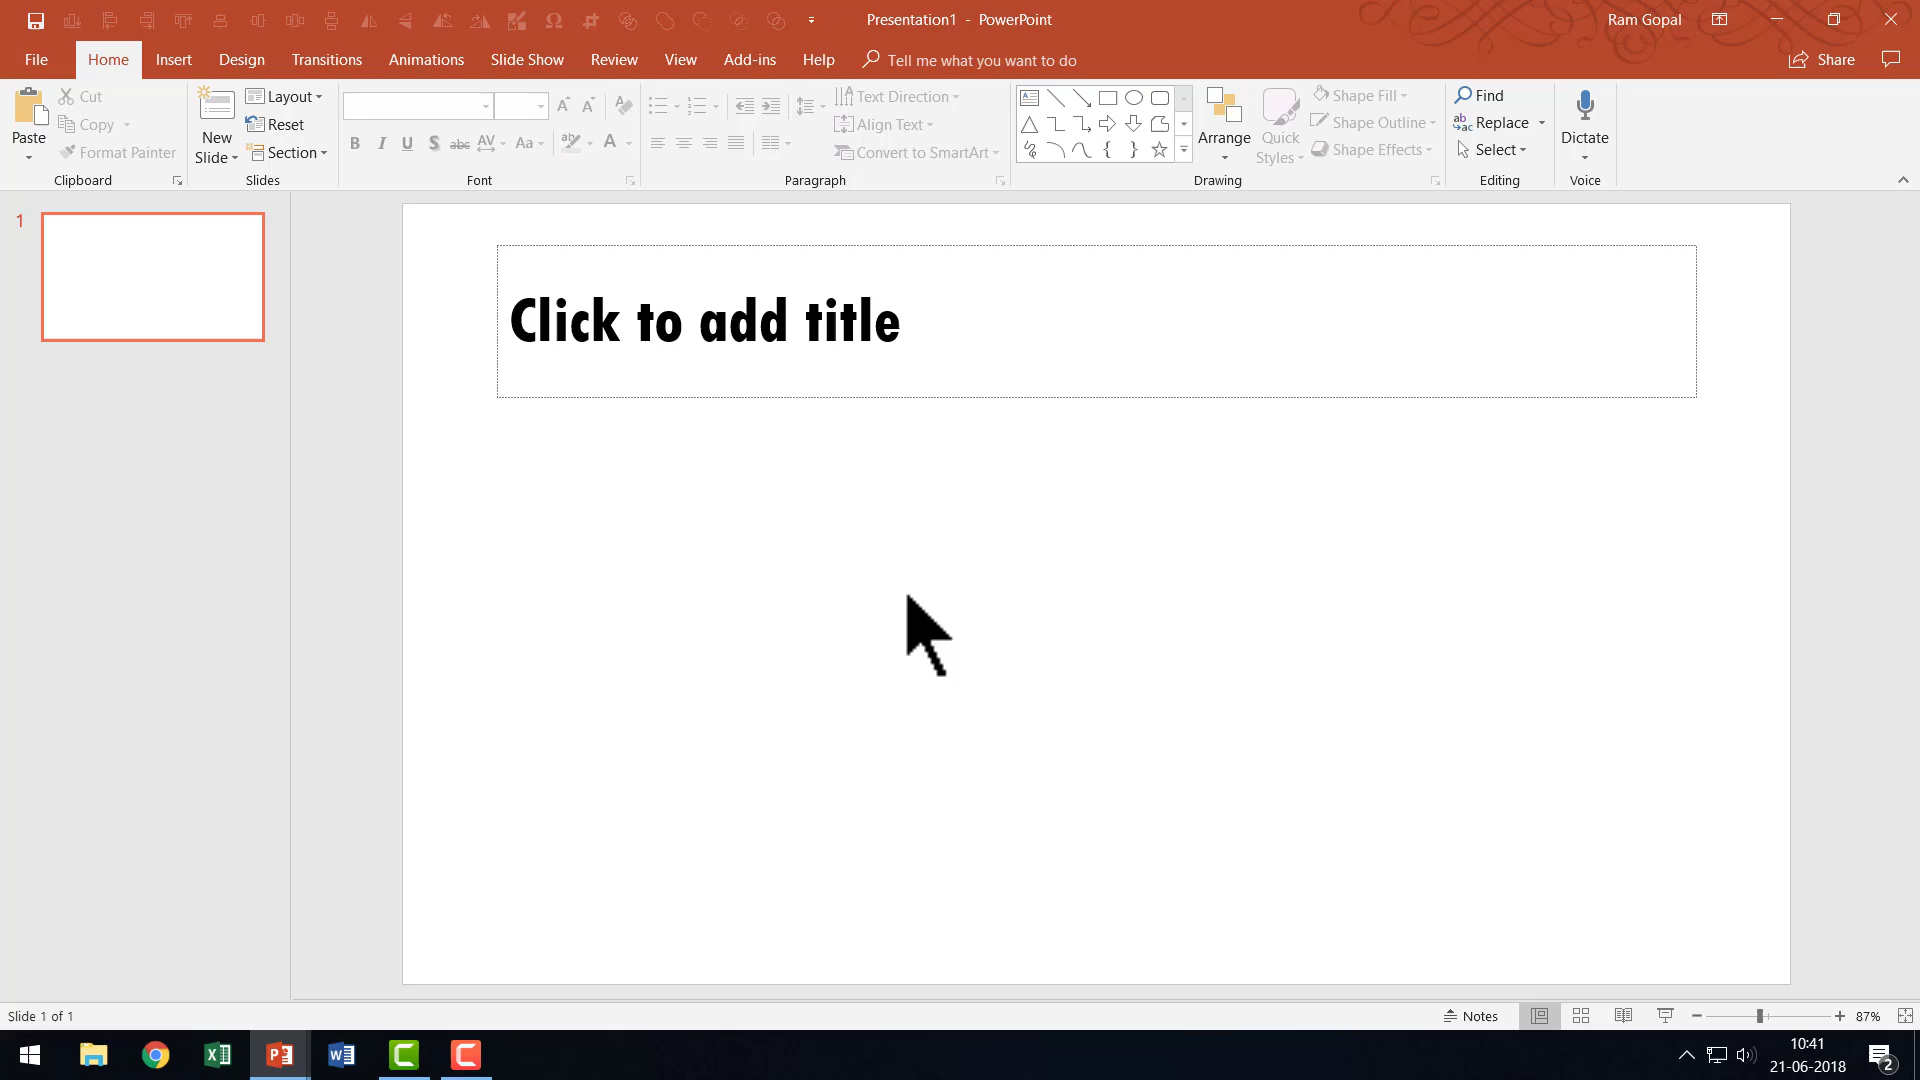 Presentation1 - PowerPoint
Ram Gopal
File Home Insert Design Transitions Animations Slide Show Review View Add-ins Help Tell me what you want to do
Share
Paste
Cut
Copy
Format Painter
Clipboard
New
Slide
Layout
Reset
Section
Slides
B I U S abc AV Aa A
Font
Text Direction
Align Text
Convert to SmartArt
Paragraph
Arrange
Quick
Styles
Shape Fill
Shape Outline
Shape Effects
Drawing
Find
Replace
Select
Editing
Dictate
Voice
1
Click to add title
Slide 1 of 1
Notes
87%
10:41
21-06-2018
2